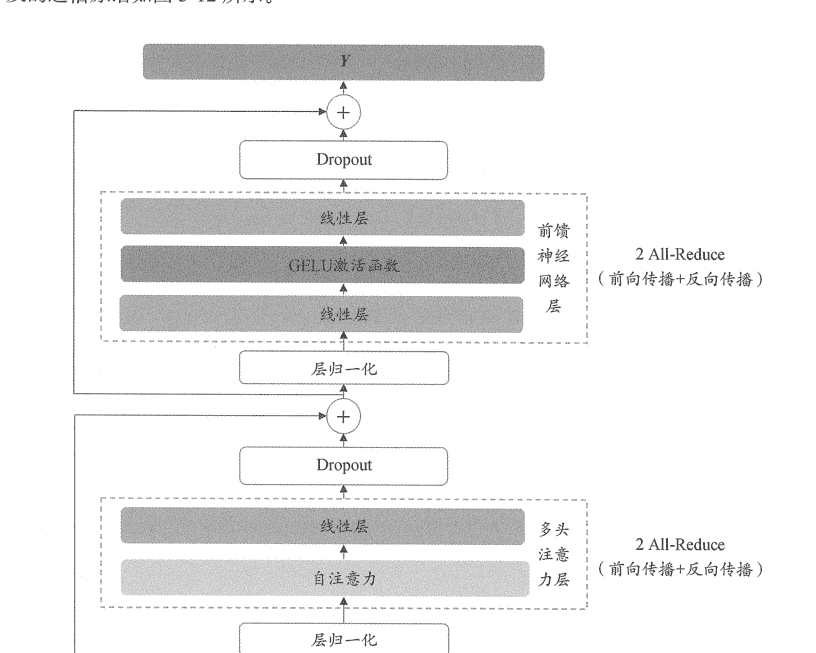 Y
+
Dropout
线性层
GELU激活函数
线性层
前馈
神经
网络
层
2 All-Reduce
（前向传播+反向传播）
层归一化
+
Dropout
线性层
自注意力
多头
注意
力层
2 All-Reduce
（前向传播+反向传播）
层归一化